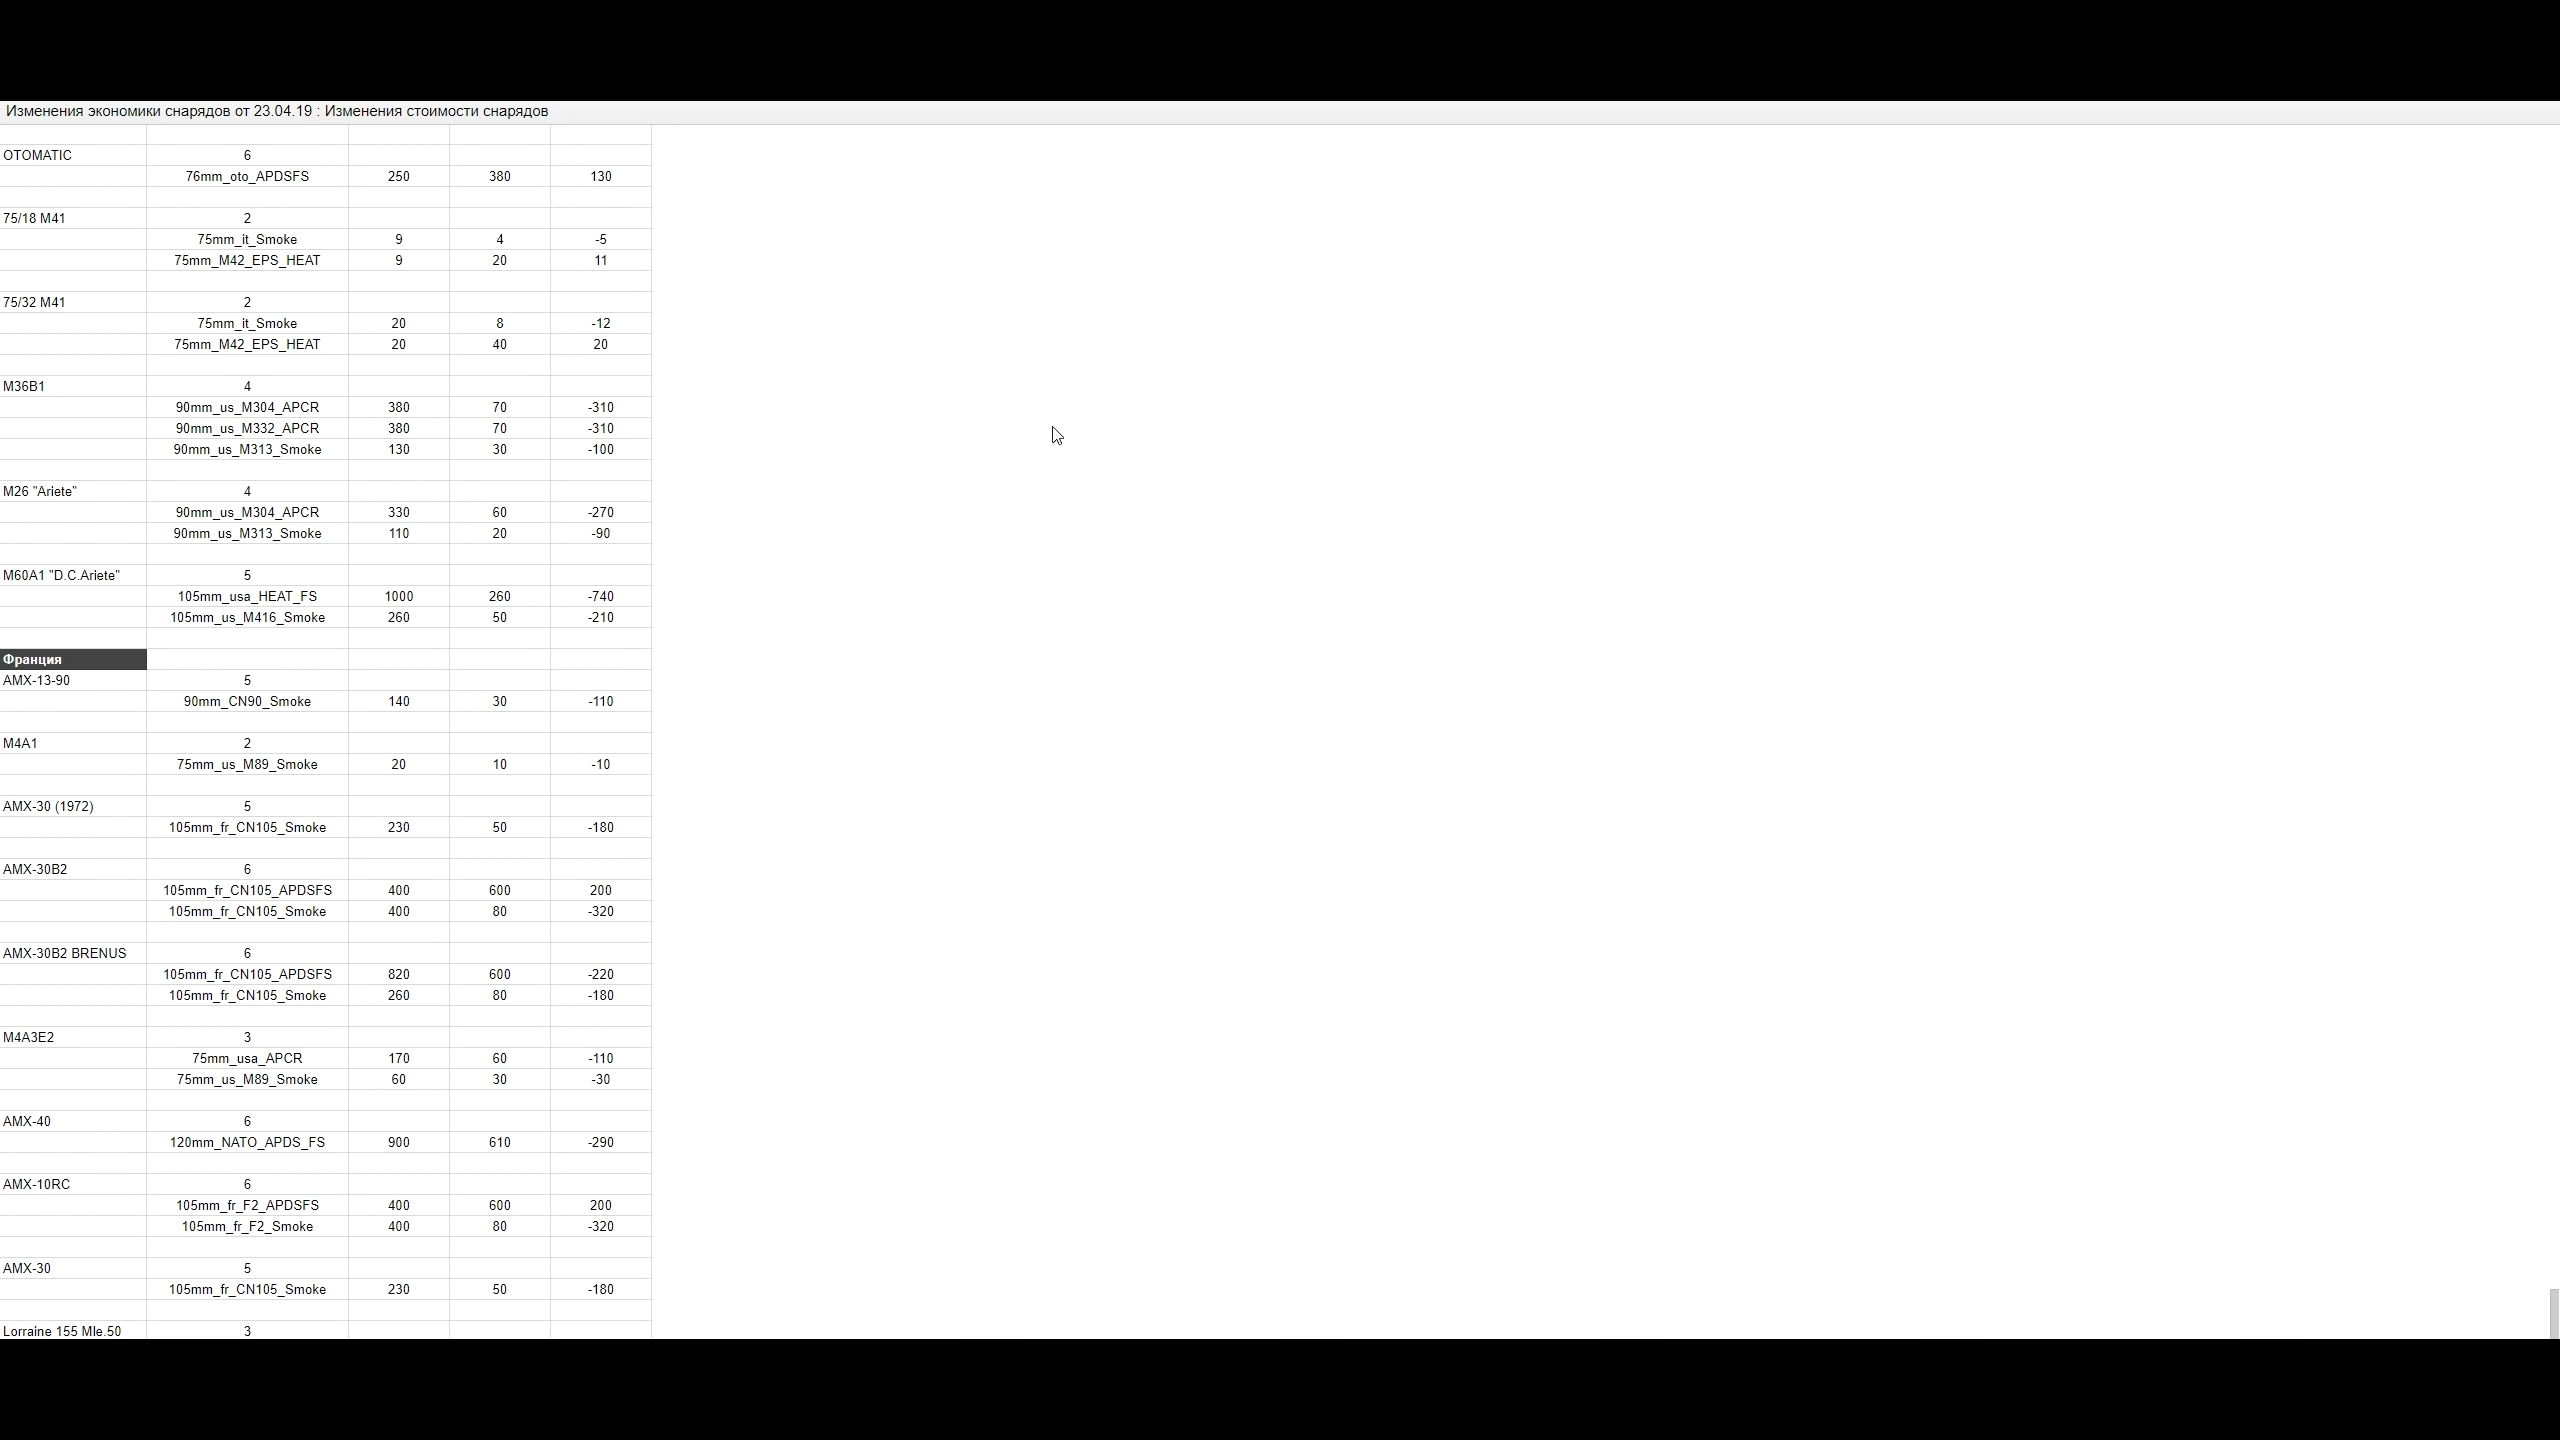 Изменения экономики снарядов от 23.04.19 : Изменения стоимости снарядов
OTOMATIC 6
76mm_oto_APDSFS 250 380 130
75/18 M41 2
75mm_it_Smoke 9 4 -5
75mm_M42_EPS_HEAT 9 20 11
75/32 M41 2
75mm_it_Smoke 20 8 -12
75mm_M42_EPS_HEAT 20 40 20
M36B1 4
90mm_us_M304_APCR 380 70 -310
90mm_us_M332_APCR 380 70 -310
90mm_us_M313_Smoke 130 30 -100
M26 "Ariete" 4
90mm_us_M304_APCR 330 60 -270
90mm_us_M313_Smoke 110 20 -90
M60A1 "D.C.Ariete" 5
105mm_usa_HEAT_FS 1000 260 -740
105mm_us_M416_Smoke 260 50 -210
Франция
AMX-13-90 5
90mm_CN90_Smoke 140 30 -110
M4A1 2
75mm_us_M89_Smoke 20 10 -10
AMX-30 (1972) 5
105mm_fr_CN105_Smoke 230 50 -180
AMX-30B2 6
105mm_fr_CN105_APDSFS 400 600 200
105mm_fr_CN105_Smoke 400 80 -320
AMX-30B2 BRENUS 6
105mm_fr_CN105_APDSFS 820 600 -220
105mm_fr_CN105_Smoke 260 80 -180
M4A3E2 3
75mm_usa_APCR 170 60 -110
75mm_us_M89_Smoke 60 30 -30
AMX-40 6
120mm_NATO_APDS_FS 900 610 -290
AMX-10RC 6
105mm_fr_F2_APDSFS 400 600 200
105mm_fr_F2_Smoke 400 80 -320
AMX-30 5
105mm_fr_CN105_Smoke 230 50 -180
Lorraine 155 Mle.50 3